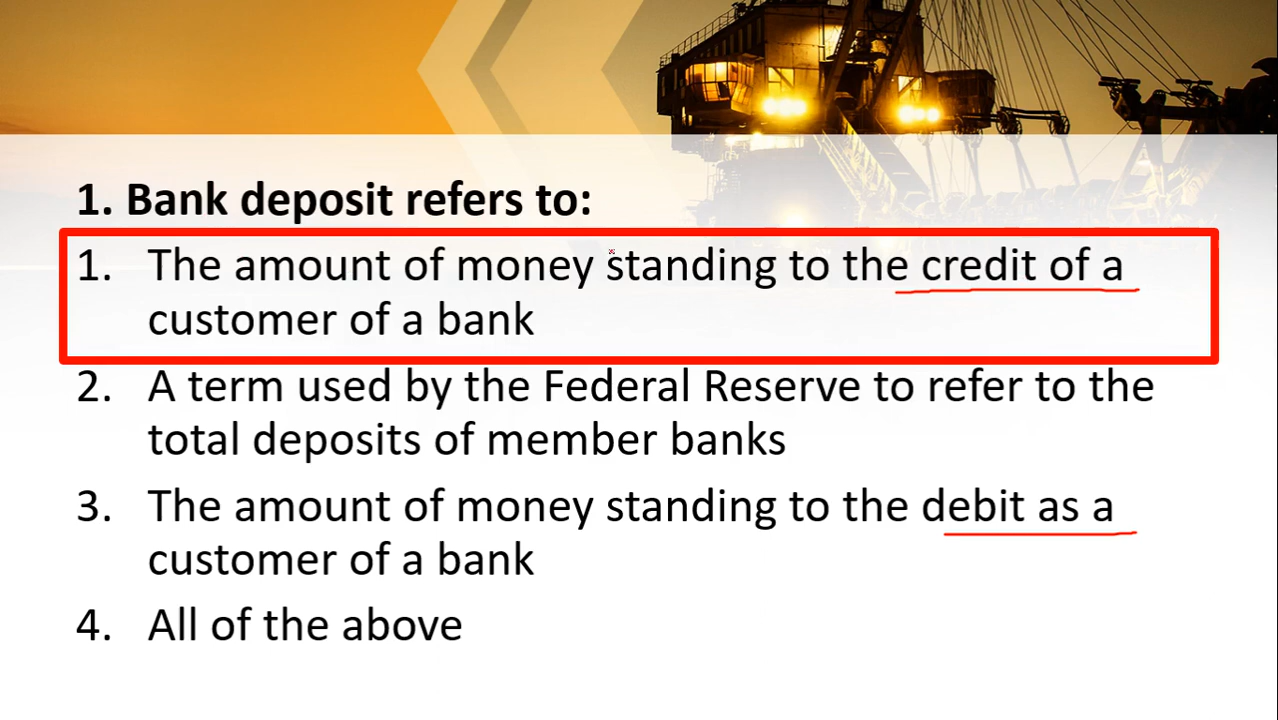 1. Bank deposit refers to:
1. The amount of money standing to the credit of a
customer of a bank
2. A term used by the Federal Reserve to refer to the
total deposits of member banks
3. The amount of money standing to the debit as a
customer of a bank
4. All of the above